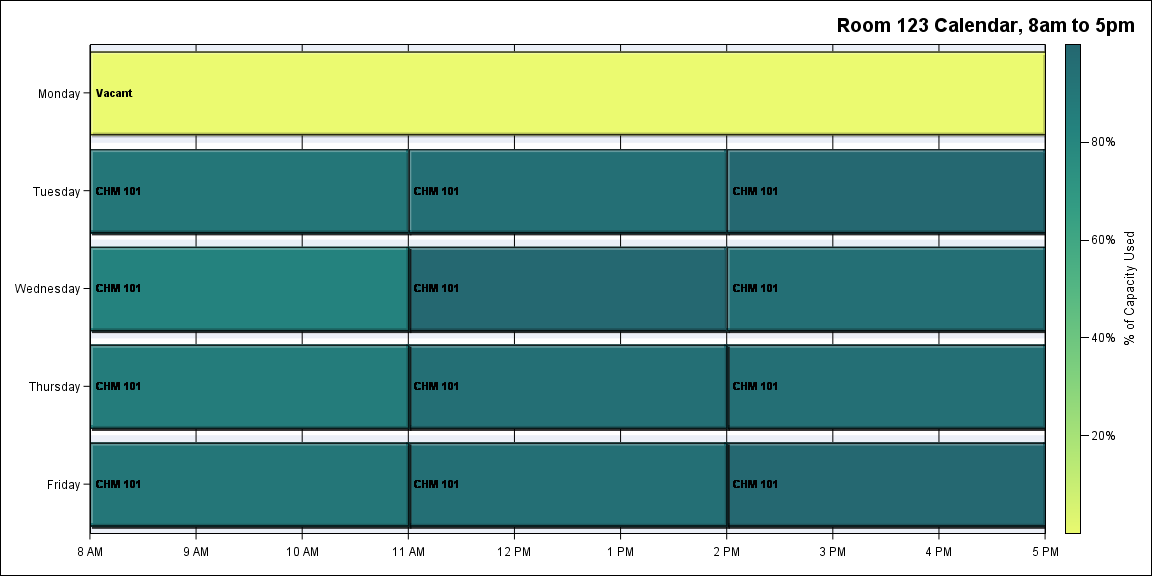 Room 123 Calendar, 8am to 5pm
Monday
Vacant
Tuesday
CHM 101
CHM 101
CHM 101
Wednesday
CHM 101
CHM 101
CHM 101
Thursday
CHM 101
CHM 101
CHM 101
Friday
CHM 101
CHM 101
CHM 101
8 AM
9 AM
10 AM
11 AM
12 PM
1 PM
2 PM
3 PM
4 PM
5 PM
80%
60%
40%
20%
% of Capacity Used